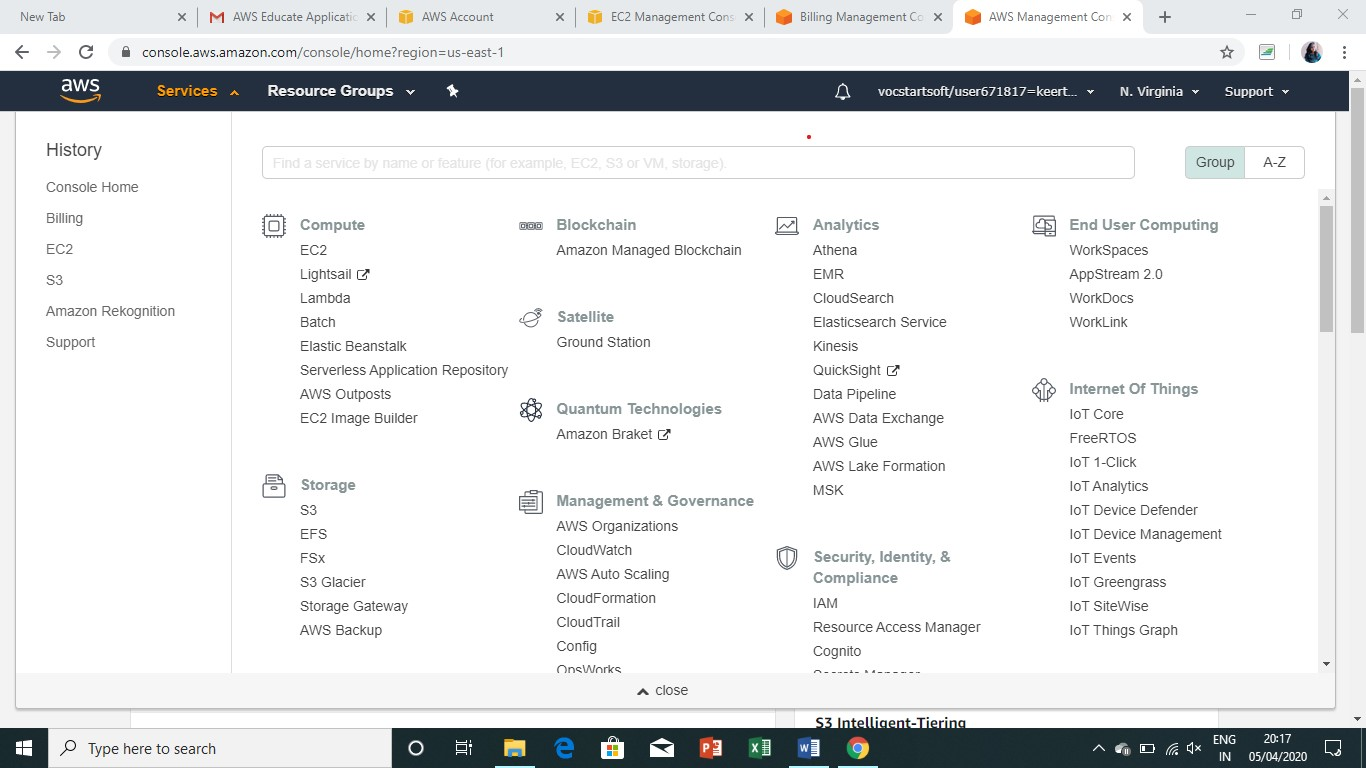 New Tab
AWS Educate Applicatio
AWS Account
EC2 Management Cons
Billing Management Co
AWS Management Con
console.aws.amazon.com/console/home?region=us-east-1
aws
Services
Resource Groups
vocstartsoft/user671817=keert...
N. Virginia
Support
History
Console Home
Billing
EC2
S3
Amazon Rekognition
Support
Find a service by name or feature (for example, EC2, S3 or VM, storage).
Group
A-Z
Compute
EC2
Lightsail
Lambda
Batch
Elastic Beanstalk
Serverless Application Repository
AWS Outposts
EC2 Image Builder
Storage
S3
EFS
FSx
S3 Glacier
Storage Gateway
AWS Backup
Blockchain
Amazon Managed Blockchain
Satellite
Ground Station
Quantum Technologies
Amazon Braket
Management & Governance
AWS Organizations
CloudWatch
AWS Auto Scaling
CloudFormation
CloudTrail
Config
OpsWorks
Analytics
Athena
EMR
CloudSearch
Elasticsearch Service
Kinesis
QuickSight
Data Pipeline
AWS Data Exchange
AWS Glue
AWS Lake Formation
MSK
Security, Identity, &
Compliance
IAM
Resource Access Manager
Cognito
Secrets Manager
End User Computing
WorkSpaces
AppStream 2.0
WorkDocs
WorkLink
Internet Of Things
IoT Core
FreeRTOS
IoT 1-Click
IoT Analytics
IoT Device Defender
IoT Device Management
IoT Events
IoT Greengrass
IoT SiteWise
IoT Things Graph
close
S3 Intelligent-Tiering
Type here to search
ENG
IN
20:17
05/04/2020